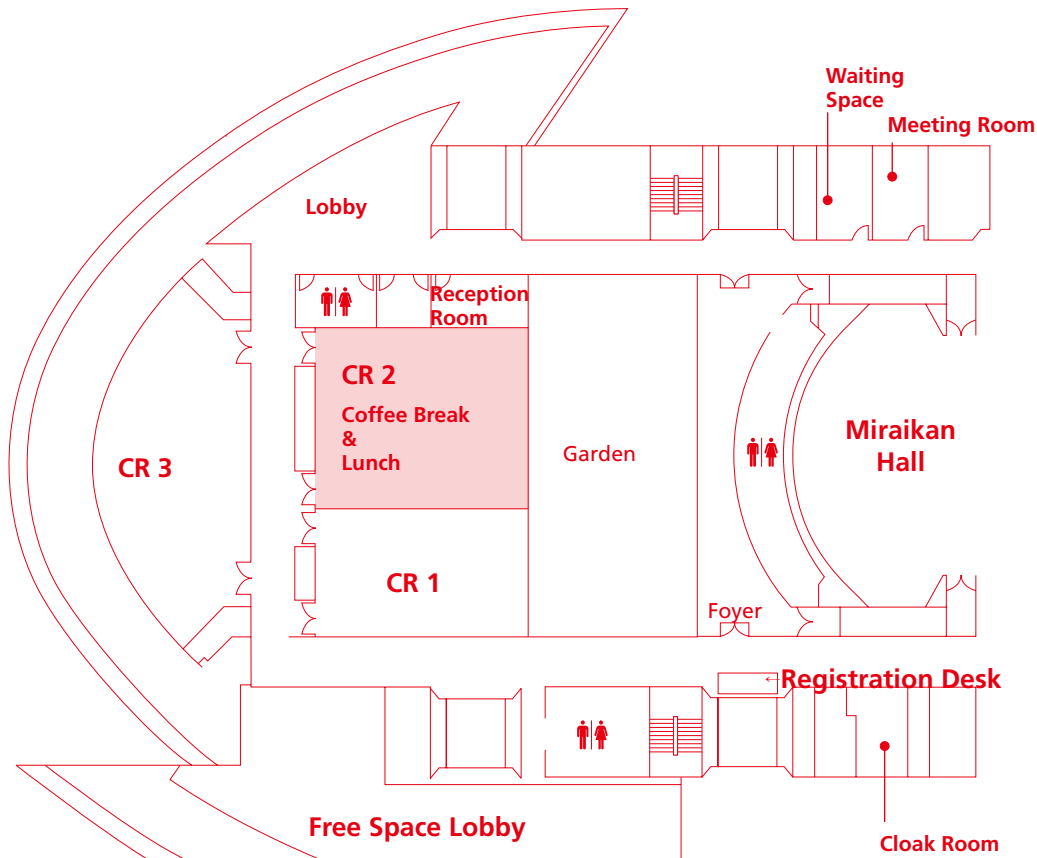 Waiting
Space
Meeting Room
Lobby
Reception
Room
CR 2
Coffee Break
&
Lunch
CR 3
Garden
Miraikan
Hall
CR 1
Foyer
←Registration Desk
Free Space Lobby
Cloak Room